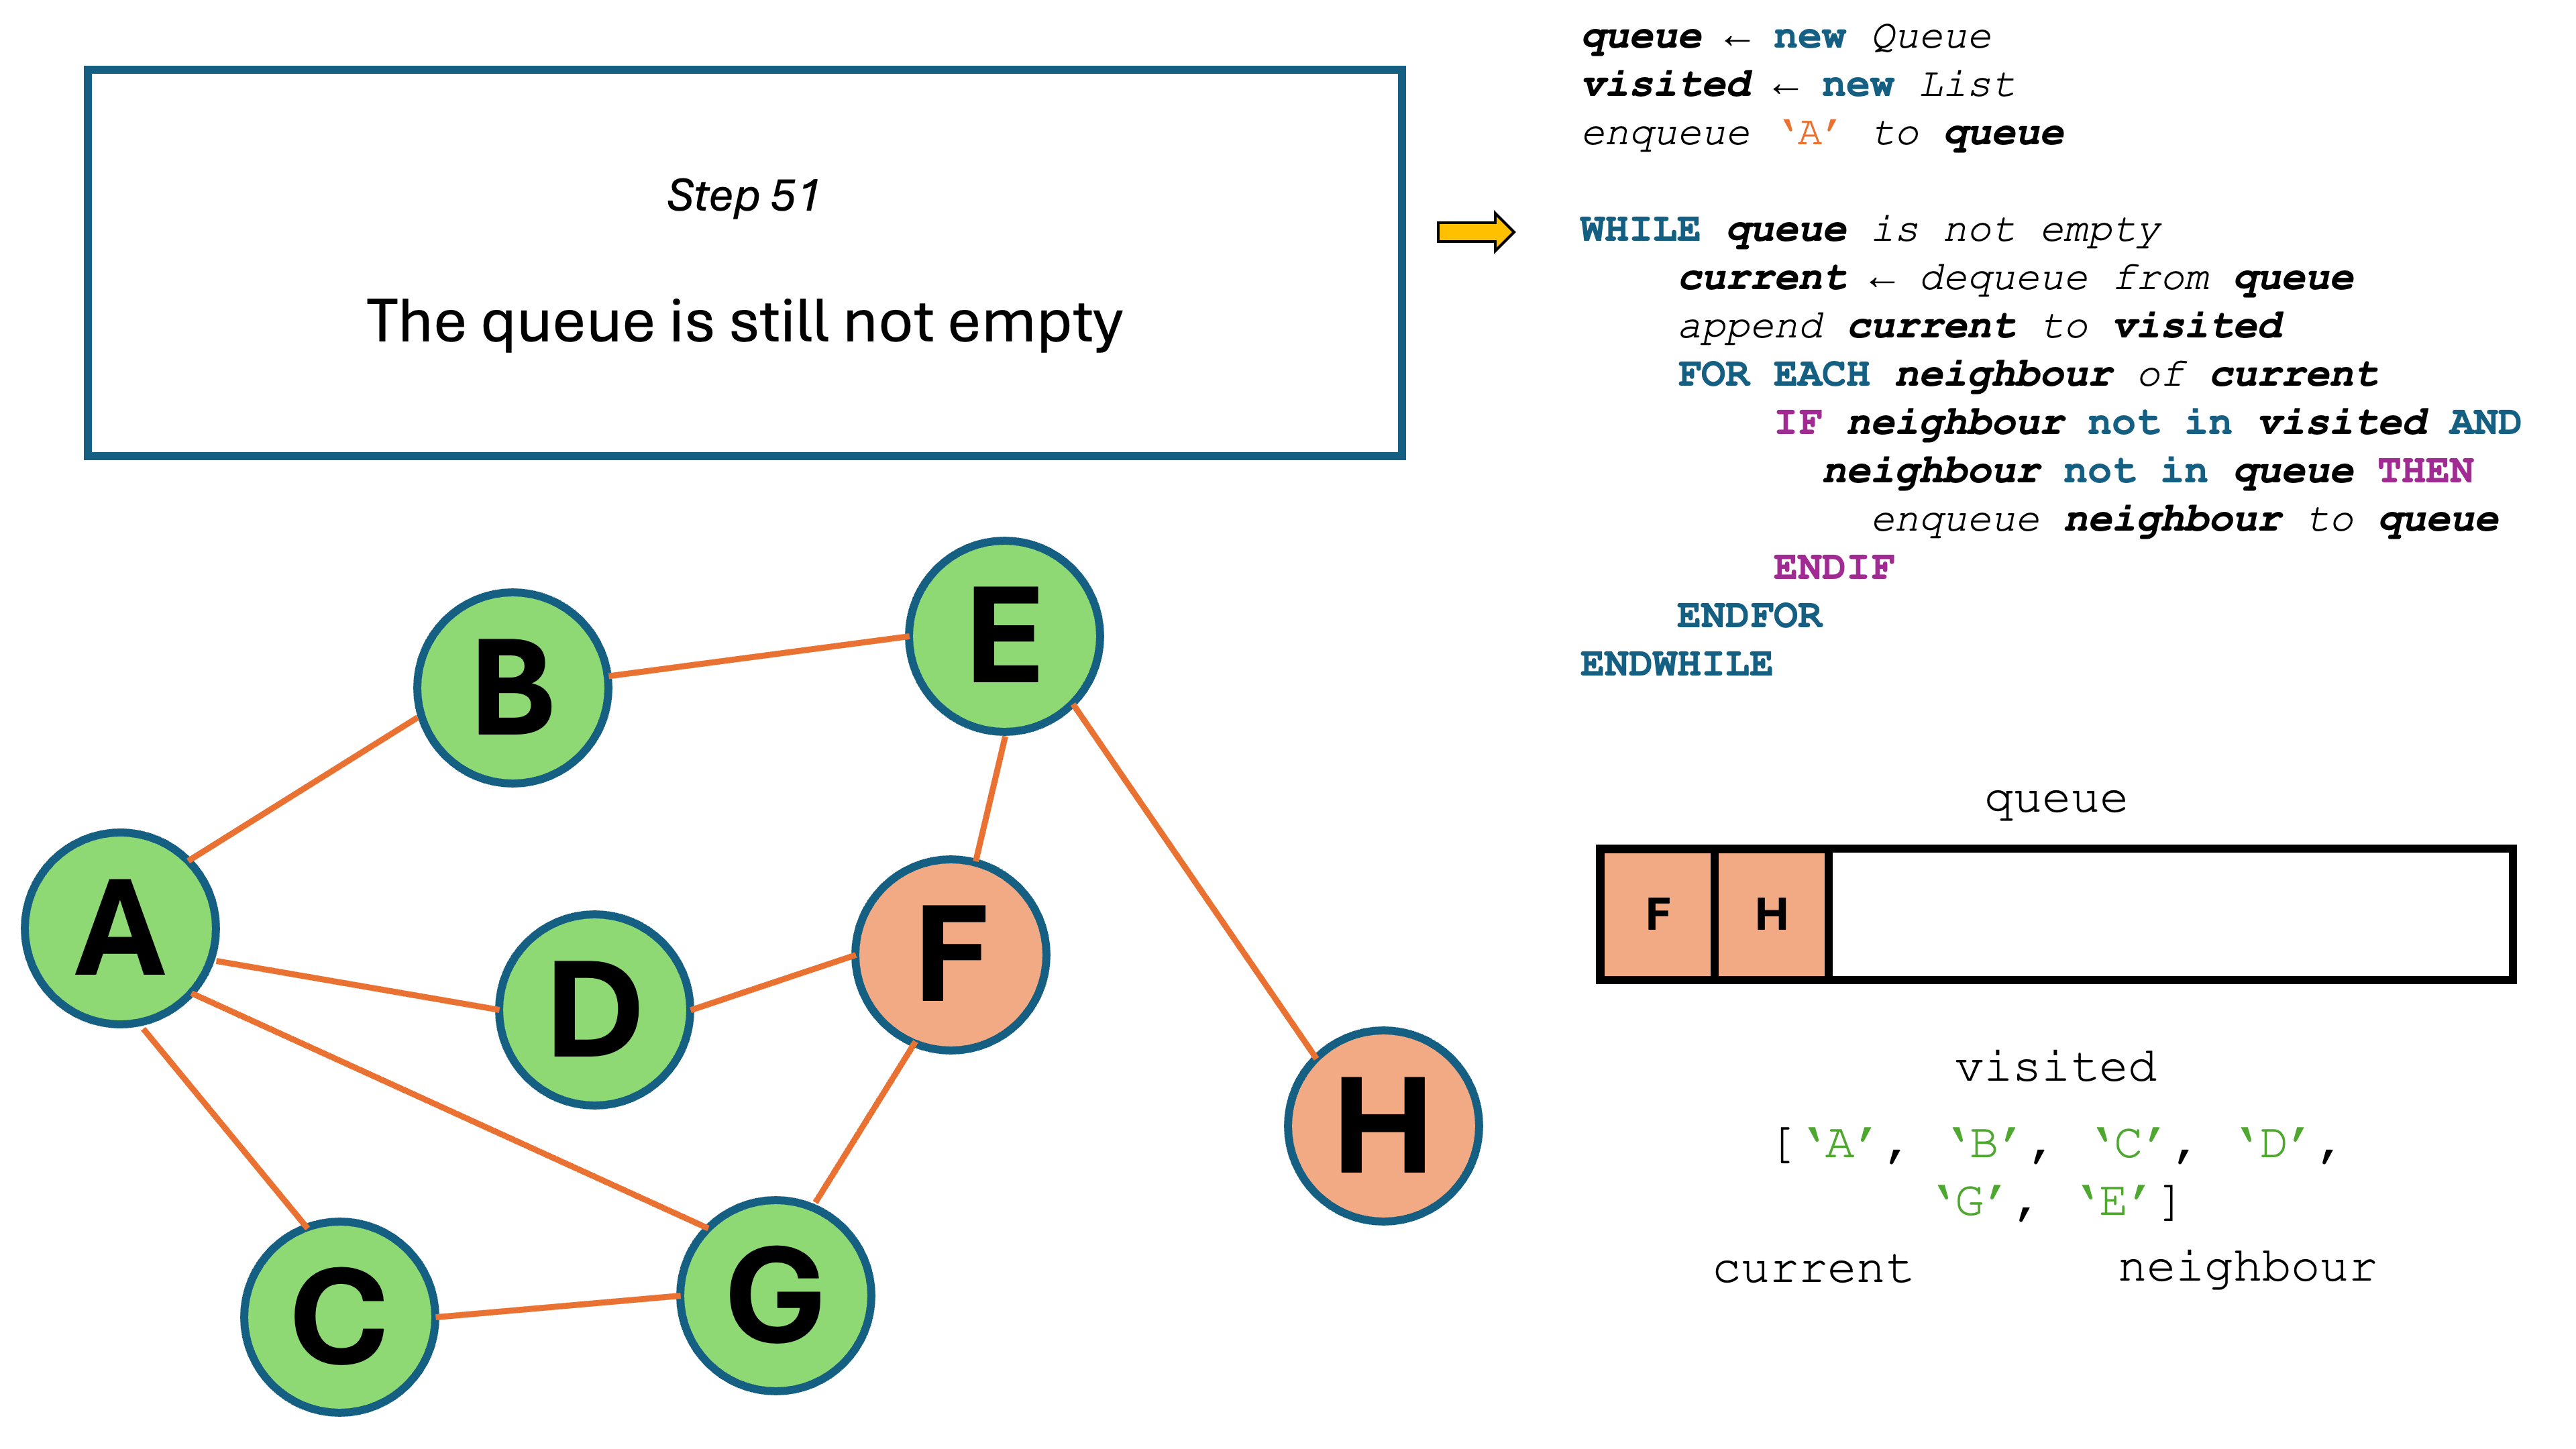 Step 51
The queue is still not empty
queue ← new Queue
visited ← new List
enqueue ‘A’ to queue
WHILE queue is not empty
current ← dequeue from queue
append current to visited
FOR EACH neighbour of current
IF neighbour not in visited AND
neighbour not in queue THEN
enqueue neighbour to queue
ENDIF
ENDFOR
ENDWHILE
B
E
A
D
F
H
C
G
queue
F H
visited
[‘A’, ‘B’, ‘C’, ‘D’,
‘G’, ‘E’]
current neighbour